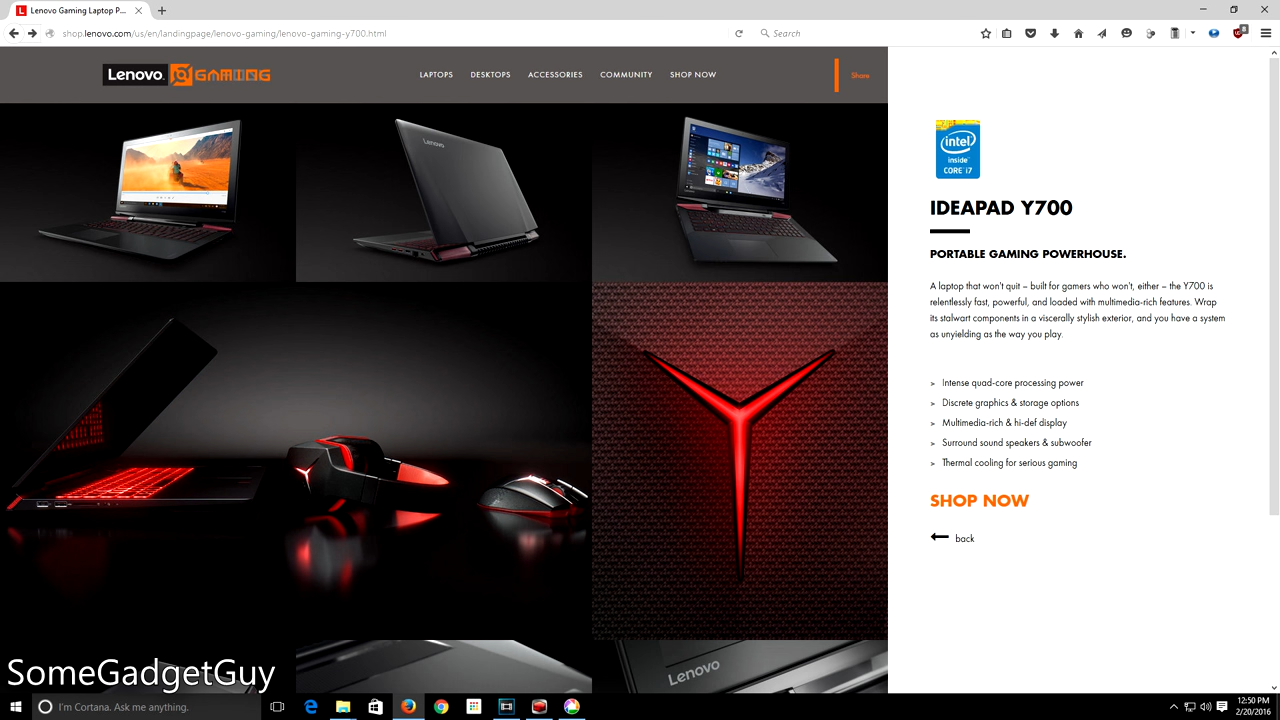 Lenovo Gaming Laptop P...
shop.lenovo.com/us/en/landingpage/lenovo-gaming/lenovo-gaming-y700.html
Search
Lenovo. GAMING
LAPTOPS DESKTOPS ACCESSORIES COMMUNITY SHOP NOW
Share
Lenovo
intel
inside
CORE i7
IDEAPAD Y700
PORTABLE GAMING POWERHOUSE.
A laptop that won't quit – built for gamers who won't, either – the Y700 is
relentlessly fast, powerful, and loaded with multimedia-rich features. Wrap
its stalwart components in a viscerally stylish exterior, and you have a system
as unyielding as the way you play.
➢ Intense quad-core processing power
➢ Discrete graphics & storage options
➢ Multimedia-rich & hi-def display
➢ Surround sound speakers & subwoofer
➢ Thermal cooling for serious gaming
SHOP NOW
back
Lenovo
SomeGadgetGuy
I'm Cortana. Ask me anything.
12:50 PM
2/20/2016